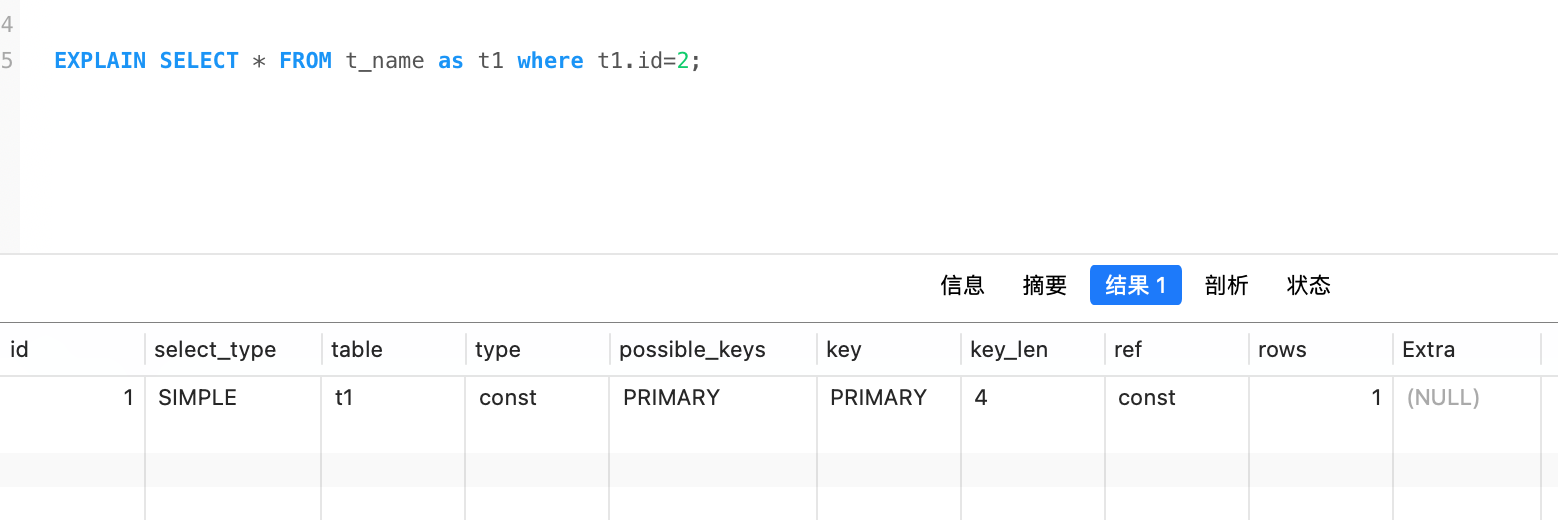 4
5 EXPLAIN SELECT * FROM t_name as t1 where t1.id=2;
信息 摘要 结果 1 剖析 状态
id select_type table type possible_keys key key_len ref rows Extra
1 SIMPLE t1 const PRIMARY PRIMARY 4 const 1 (NULL)